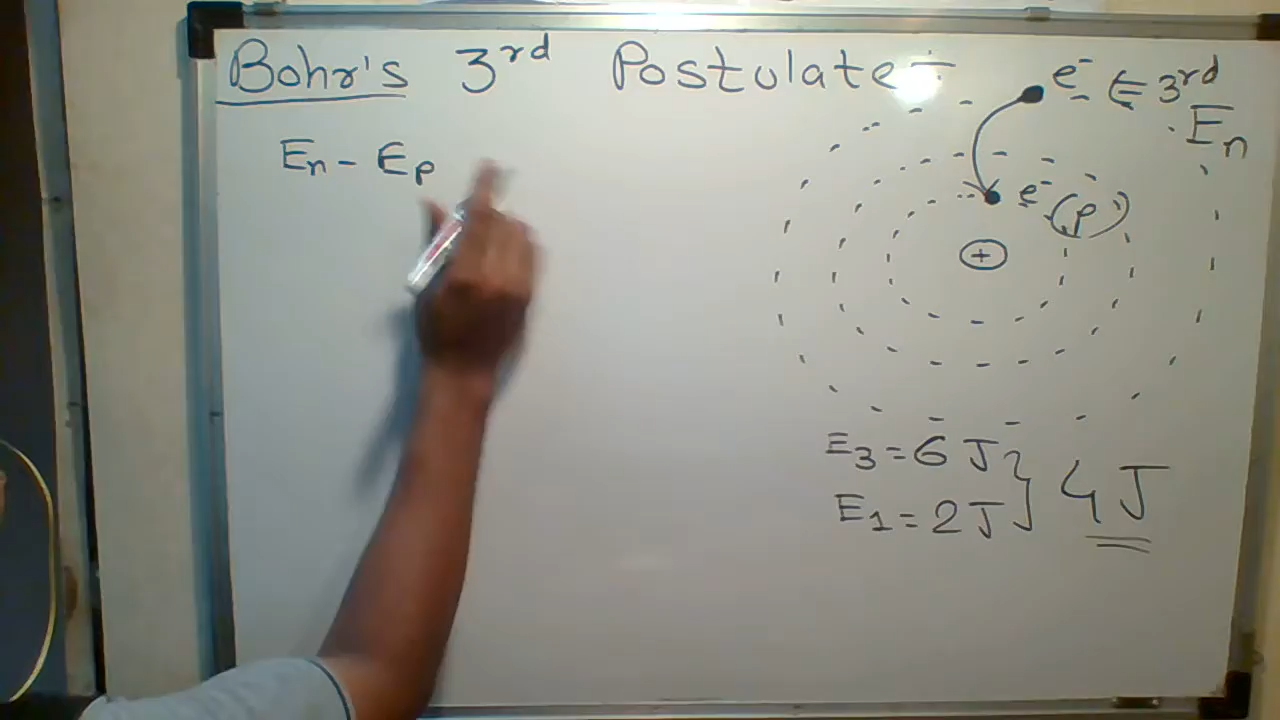 Bohr's 3rd Postulate :-
e- ⇐ 3rd
En
En - Ep
e- (p)
+
E3 = 6 J
E1 = 2 J } 4 J